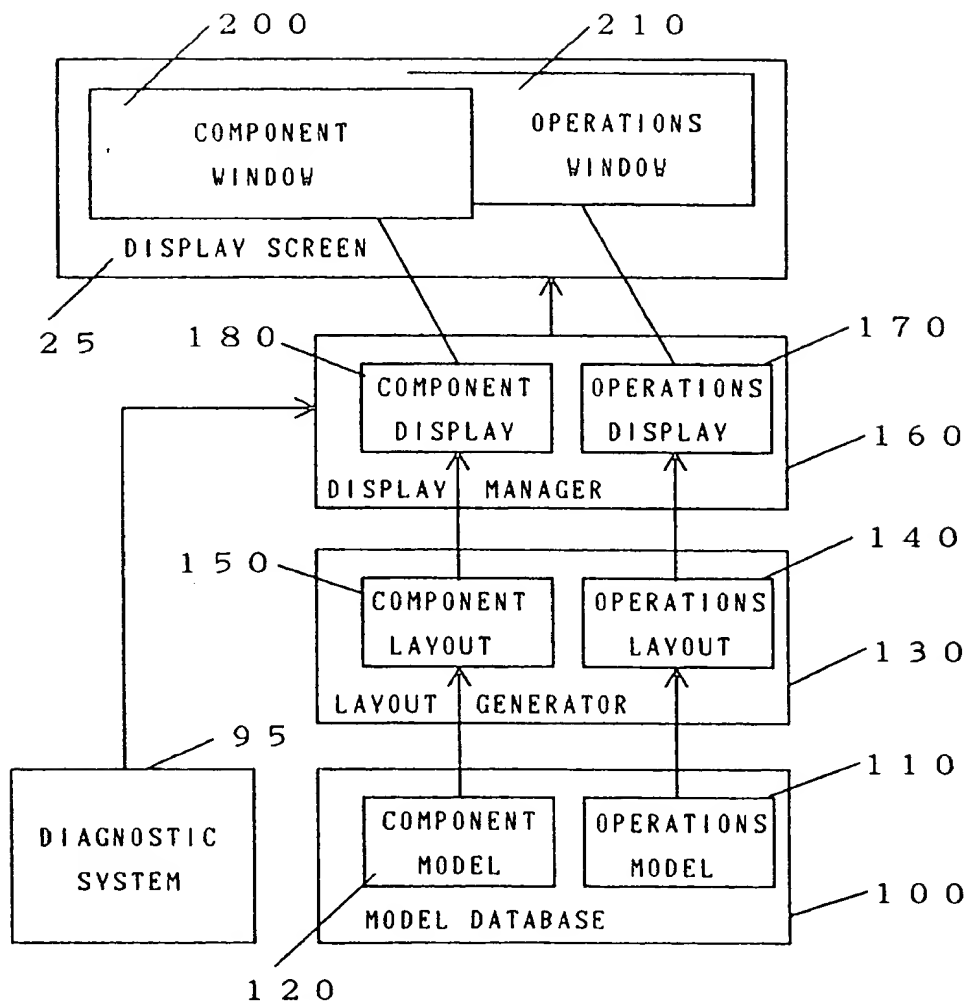 200
210
COMPONENT
WINDOW
OPERATIONS
WINDOW
DISPLAY SCREEN
25
180
170
COMPONENT
DISPLAY
OPERATIONS
DISPLAY
160
DISPLAY MANAGER
150
140
COMPONENT
LAYOUT
OPERATIONS
LAYOUT
130
LAYOUT GENERATOR
95
110
DIAGNOSTIC
SYSTEM
COMPONENT
MODEL
OPERATIONS
MODEL
100
MODEL DATABASE
120